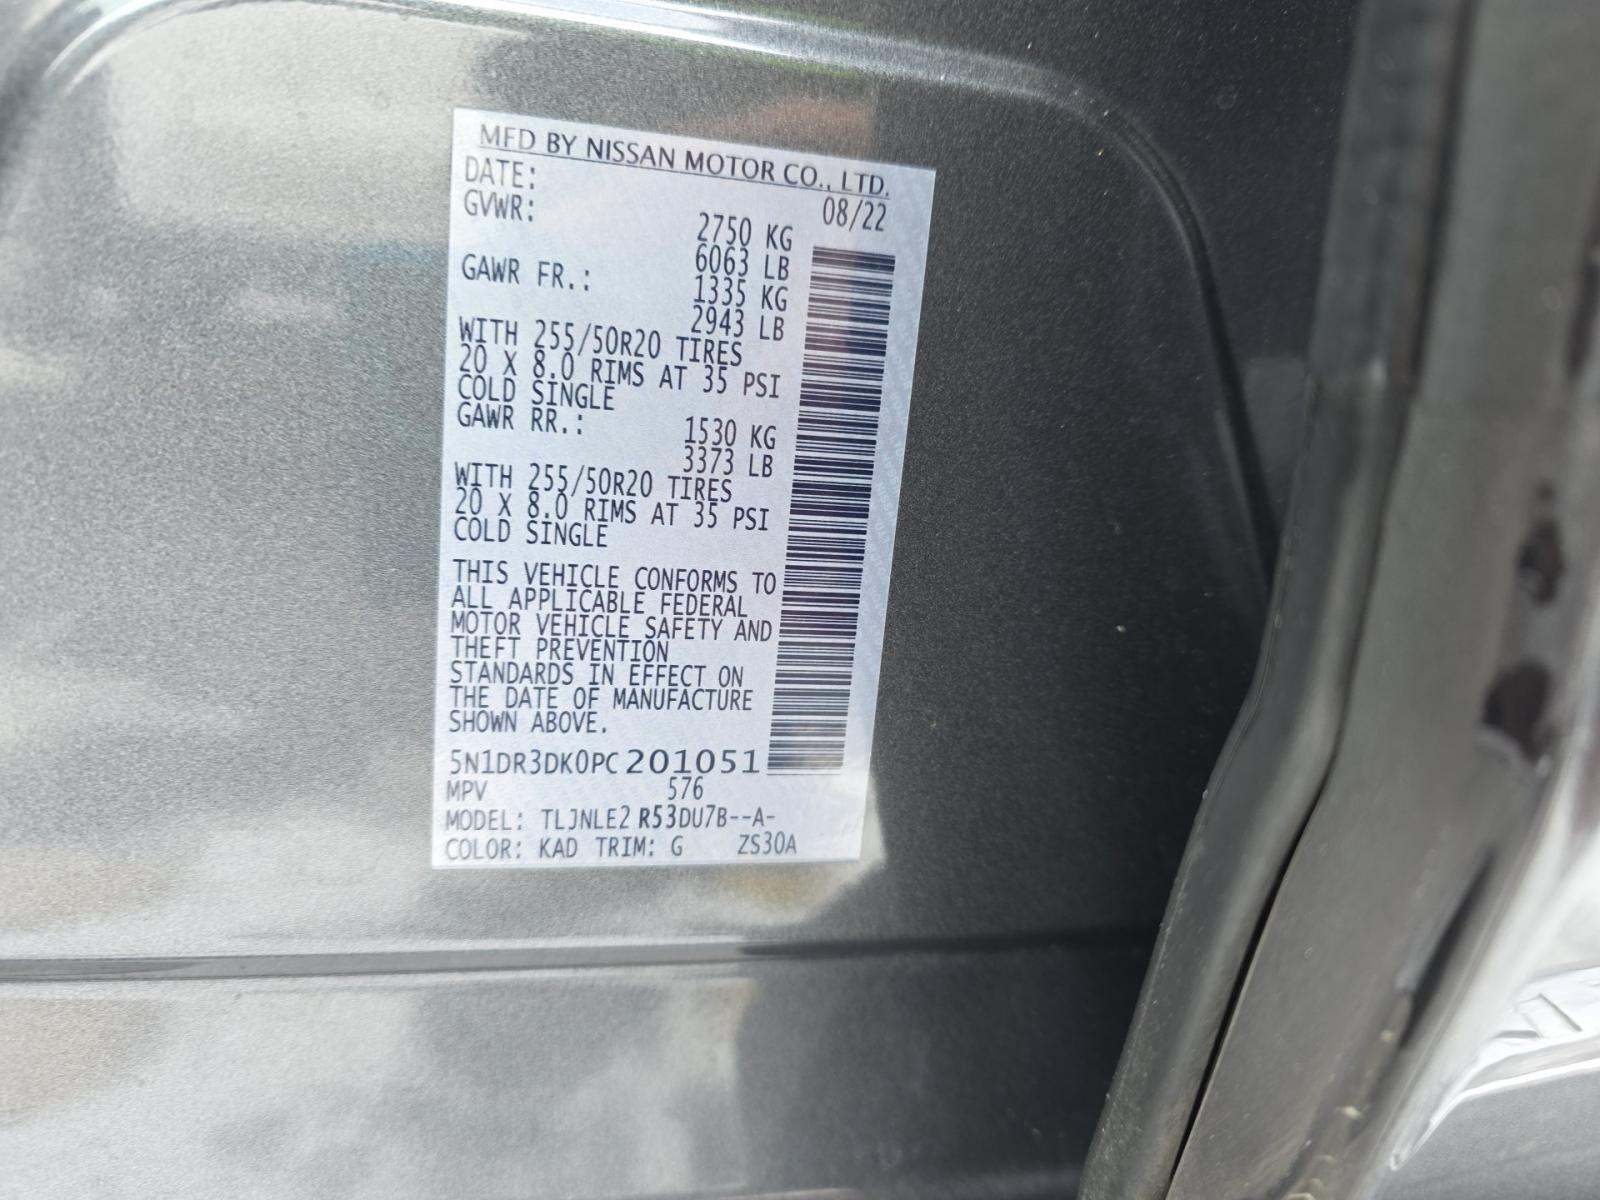 MFD BY NISSAN MOTOR CO., LTD.
DATE: 08/22
GVWR: 2750 KG
6063 LB
GAWR FR.: 1335 KG
2943 LB
WITH 255/50R20 TIRES
20 X 8.0 RIMS AT 35 PSI
COLD SINGLE
GAWR RR.: 1530 KG
3373 LB
WITH 255/50R20 TIRES
20 X 8.0 RIMS AT 35 PSI
COLD SINGLE
THIS VEHICLE CONFORMS TO
ALL APPLICABLE FEDERAL
MOTOR VEHICLE SAFETY AND
THEFT PREVENTION
STANDARDS IN EFFECT ON
THE DATE OF MANUFACTURE
SHOWN ABOVE.
5N1DR3DK0PC201051
MPV 576
MODEL: TLJNLE2 R53DU7B--A-
COLOR: KAD TRIM: G ZS30A